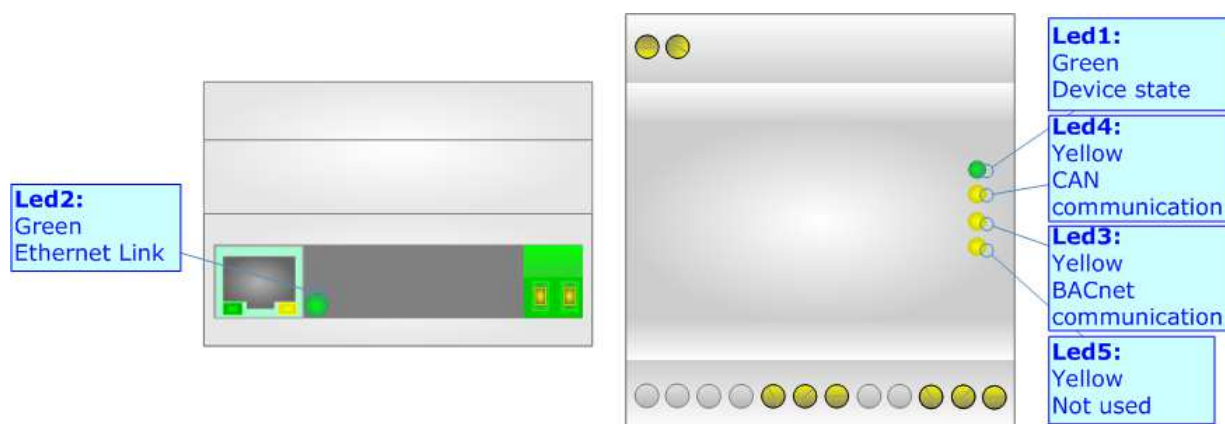 Led2:
Green
Ethernet Link
Led1:
Green
Device state
Led4:
Yellow
CAN
communication
Led3:
Yellow
BACnet
communication
Led5:
Yellow
Not used